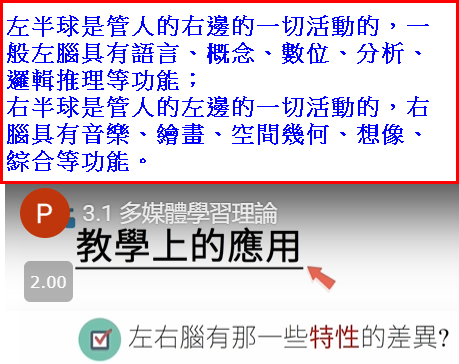 左半球是管人的右邊的一切活動的，一
般左腦具有語言、概念、數位、分析、
邏輯推理等功能；
右半球是管人的左邊的一切活動的，右
腦具有音樂、繪畫、空間幾何、想像、
綜合等功能。
P 3.1 多媒體學習理論
教學上的應用
2.00
左右腦有那一些特性的差異?